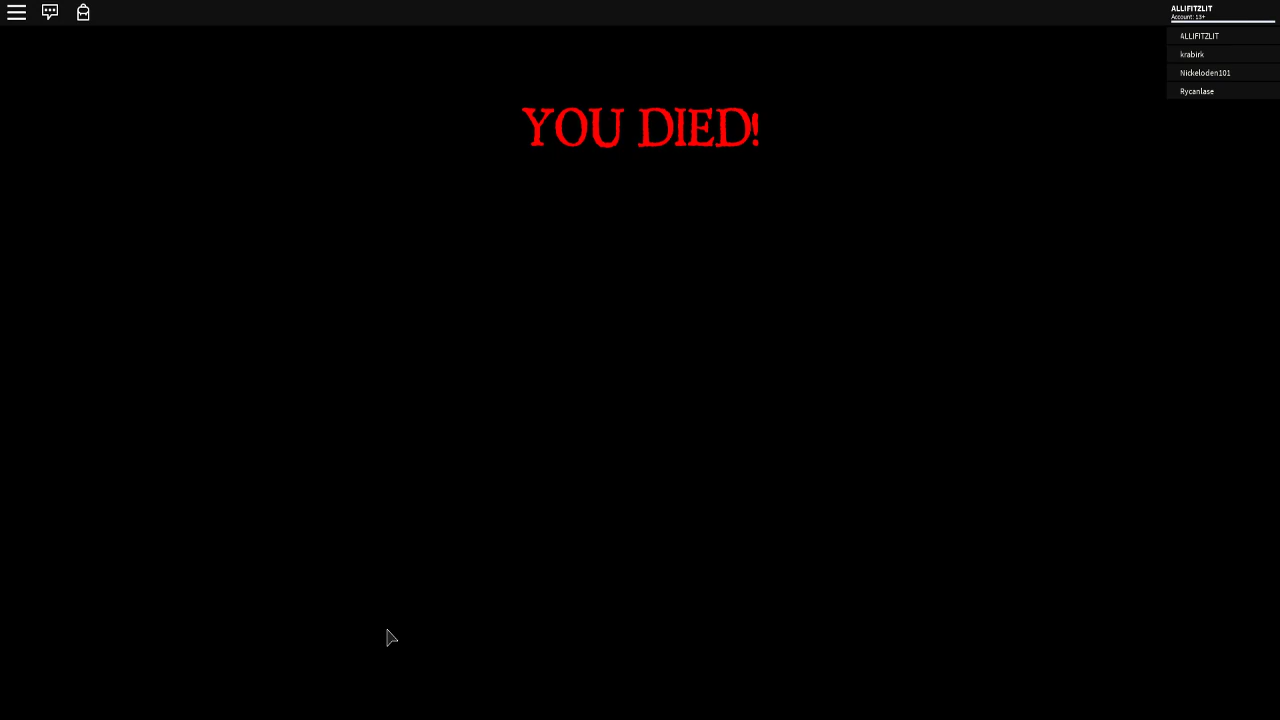 ALLIFITZLIT
Account: 13+
ALLIFITZLIT
krabirk
Nickeloden101
Rycanlase
YOU DIED!